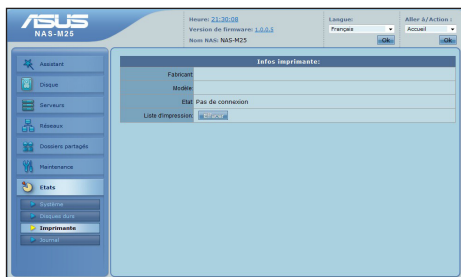 ASUS
NAS-M25
Heure: 21:30:08
Version de firmware: 1.0.0.5
Nom NAS: NAS-M25
Langue:
Français
Ok
Aller à/Action :
Accueil
Ok
Assistant
Disque
Serveurs
Réseaux
Dossiers partagés
Maintenance
Etats
Système
Disques durs
Imprimante
Journal
Infos imprimante:
Fabricant
Modèle:
Etat Pas de connexion
Liste d'impression